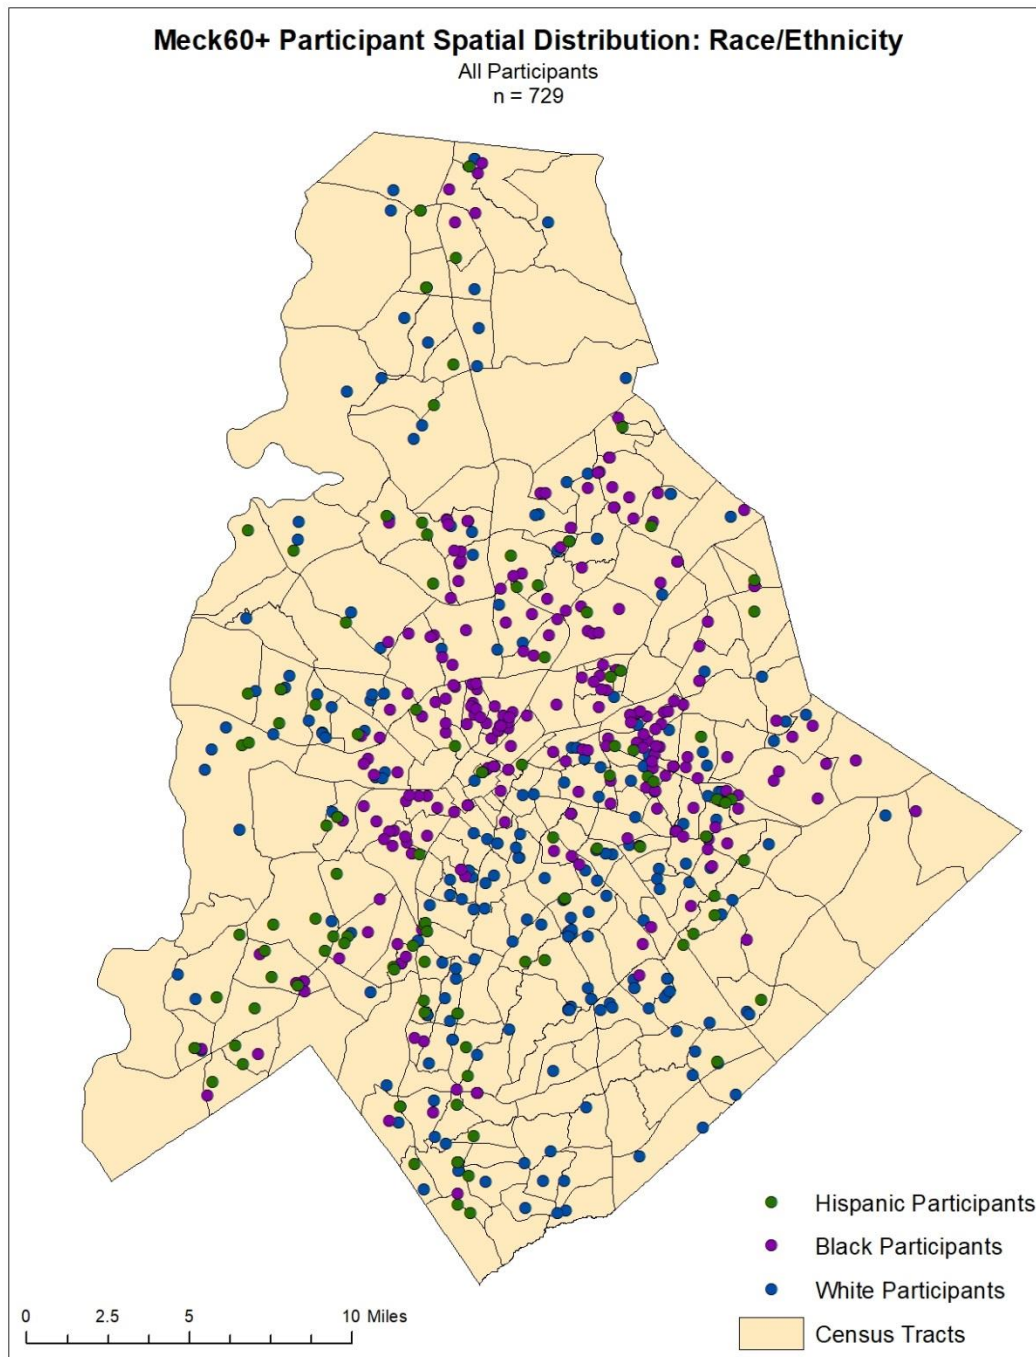 Meck60+ Participant Spatial Distribution: Race/Ethnicity
All Participants
n = 729
Hispanic Participants
Black Participants
White Participants
Census Tracts
0 2.5 5 10 Miles